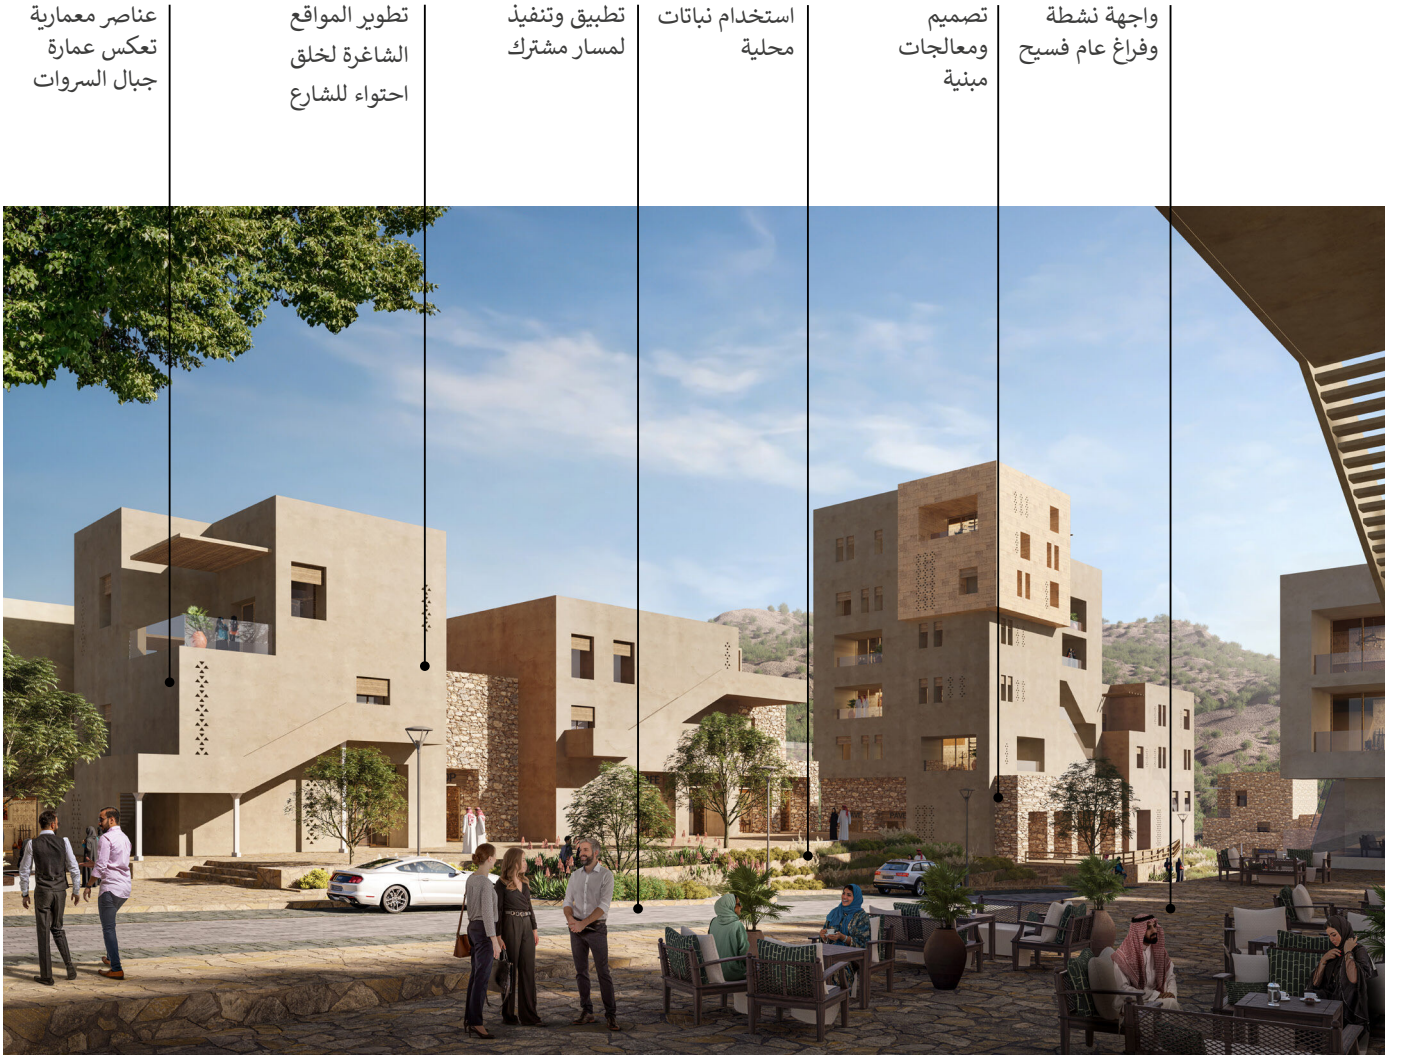 واجهة نشطة
وفراغ عام فسيح
تصميم
ومعالجات
مبنية
استخدام نباتات
محلية
تطبيق وتنفيذ
لمسار مشترك
تطوير المواقع
الشاغرة لخلق
احتواء للشارع
عناصر معمارية
تعكس عمارة
جبال السروات